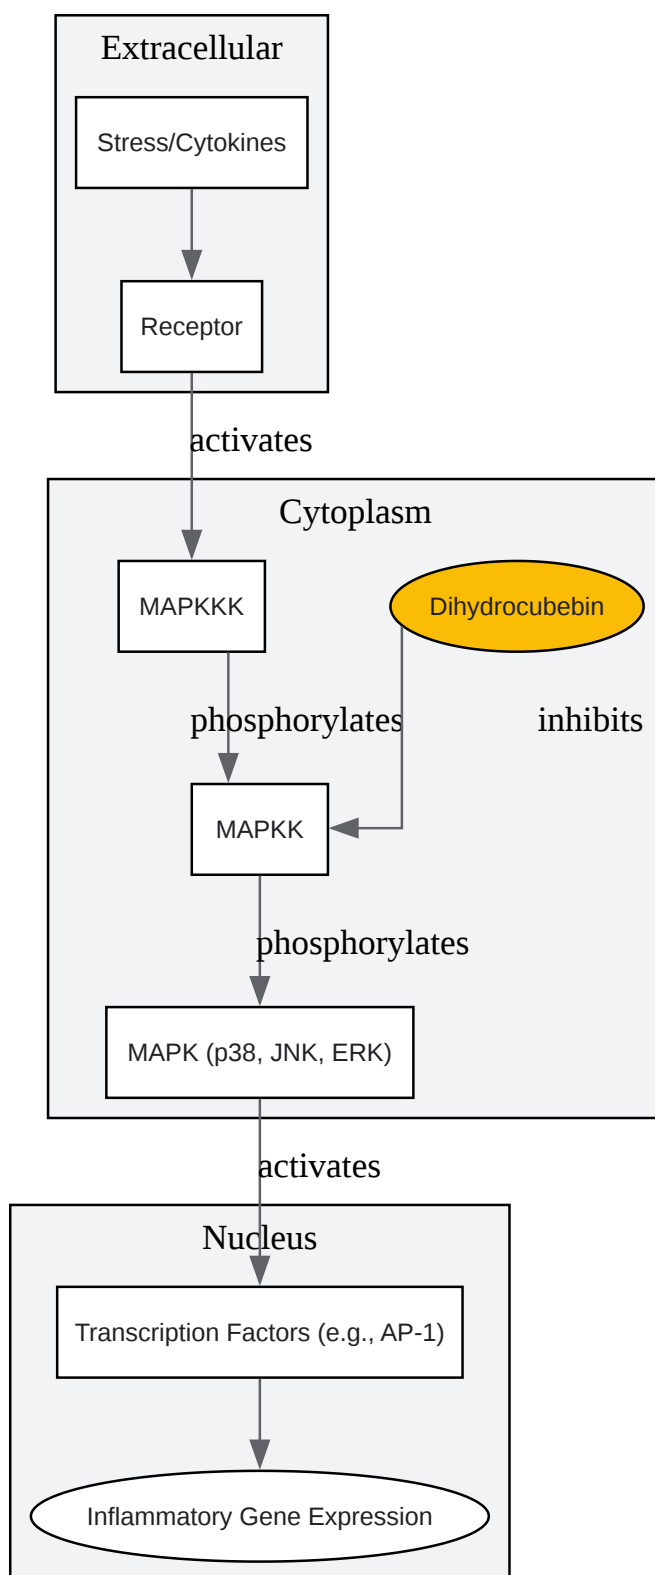 Extracellular
Stress/Cytokines
Receptor
activates
Cytoplasm
MAPKKK
Dihydrocubebin
phosphorylates
inhibits
MAPKK
phosphorylates
MAPK (p38, JNK, ERK)
activates
Nucleus
Transcription Factors (e.g., AP-1)
Inflammatory Gene Expression